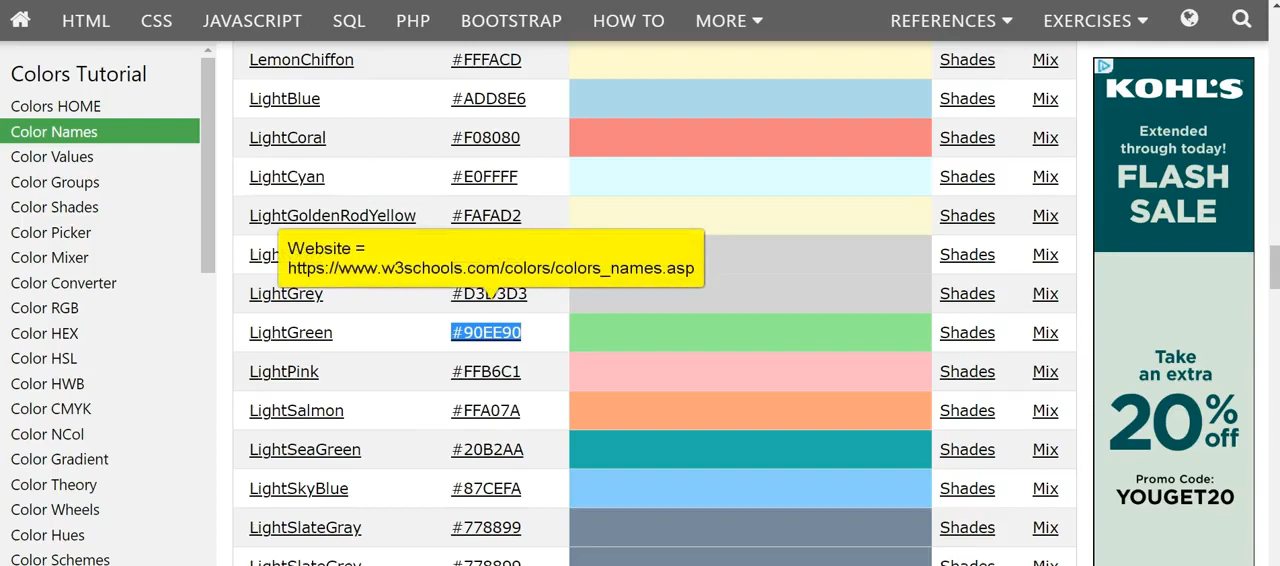 HTML CSS JAVASCRIPT SQL PHP BOOTSTRAP HOW TO MORE REFERENCES EXERCISES
Colors Tutorial
Colors HOME
Color Names
Color Values
Color Groups
Color Shades
Color Picker
Color Mixer
Color Converter
Color RGB
Color HEX
Color HSL
Color HWB
Color CMYK
Color NCol
Color Gradient
Color Theory
Color Wheels
Color Hues
Color Schemes
LemonChiffon #FFFACD Shades Mix
LightBlue #ADD8E6 Shades Mix
LightCoral #F08080 Shades Mix
LightCyan #E0FFFF Shades Mix
LightGoldenRodYellow #FAFAD2 Shades Mix
Website =
https://www.w3schools.com/colors/colors_names.asp
Shades Mix
LightGrey #D3D3D3 Shades Mix
LightGreen #90EE90 Shades Mix
LightPink #FFB6C1 Shades Mix
LightSalmon #FFA07A Shades Mix
LightSeaGreen #20B2AA Shades Mix
LightSkyBlue #87CEFA Shades Mix
LightSlateGray #778899 Shades Mix
LightSlateGrey #778899 Shades Mix
KOHL'S
Extended
through today!
FLASH
SALE
Take
an extra
20% off
Promo Code:
YOUGET20